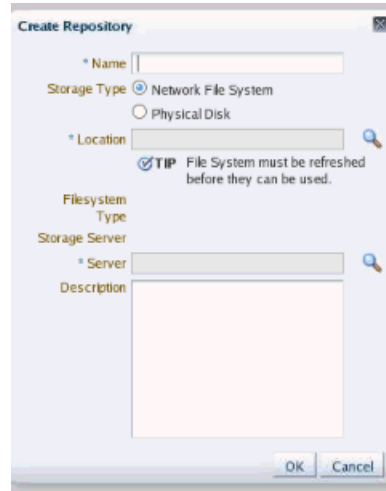 Create Repository
* Name
Storage Type Network File System
Physical Disk
* Location
TIP File System must be refreshed
before they can be used.
Filesystem
Type
Storage Server
* Server
Description
OK Cancel